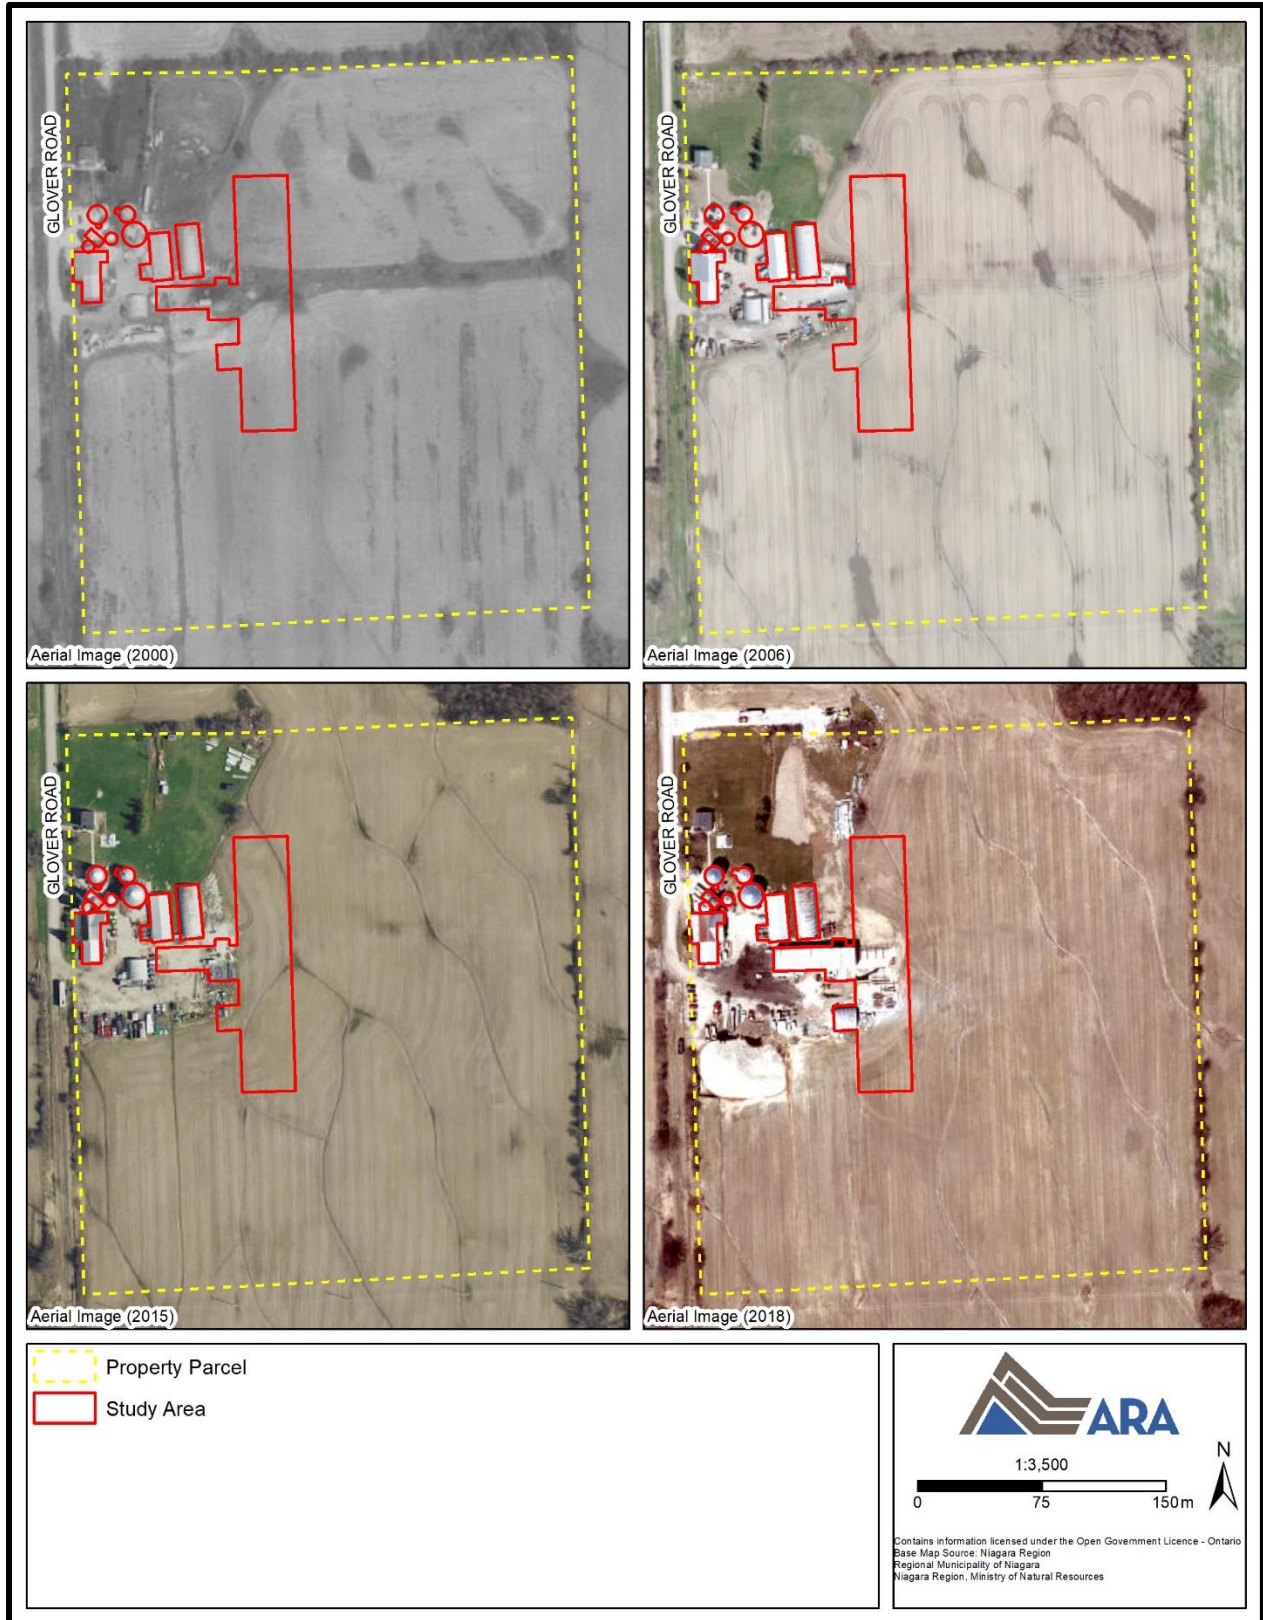 GLOVER ROAD
Aerial Image (2000)
GLOVER ROAD
Aerial Image (2006)
GLOVER ROAD
Aerial Image (2015)
GLOVER ROAD
Aerial Image (2018)
Property Parcel
Study Area
ARA
1:3,500
N
0 75 150 m
Contains information licensed under the Open Government Licence - Ontario
Base Map Source: Niagara Region
Regional Municipality of Niagara
Niagara Region, Ministry of Natural Resources